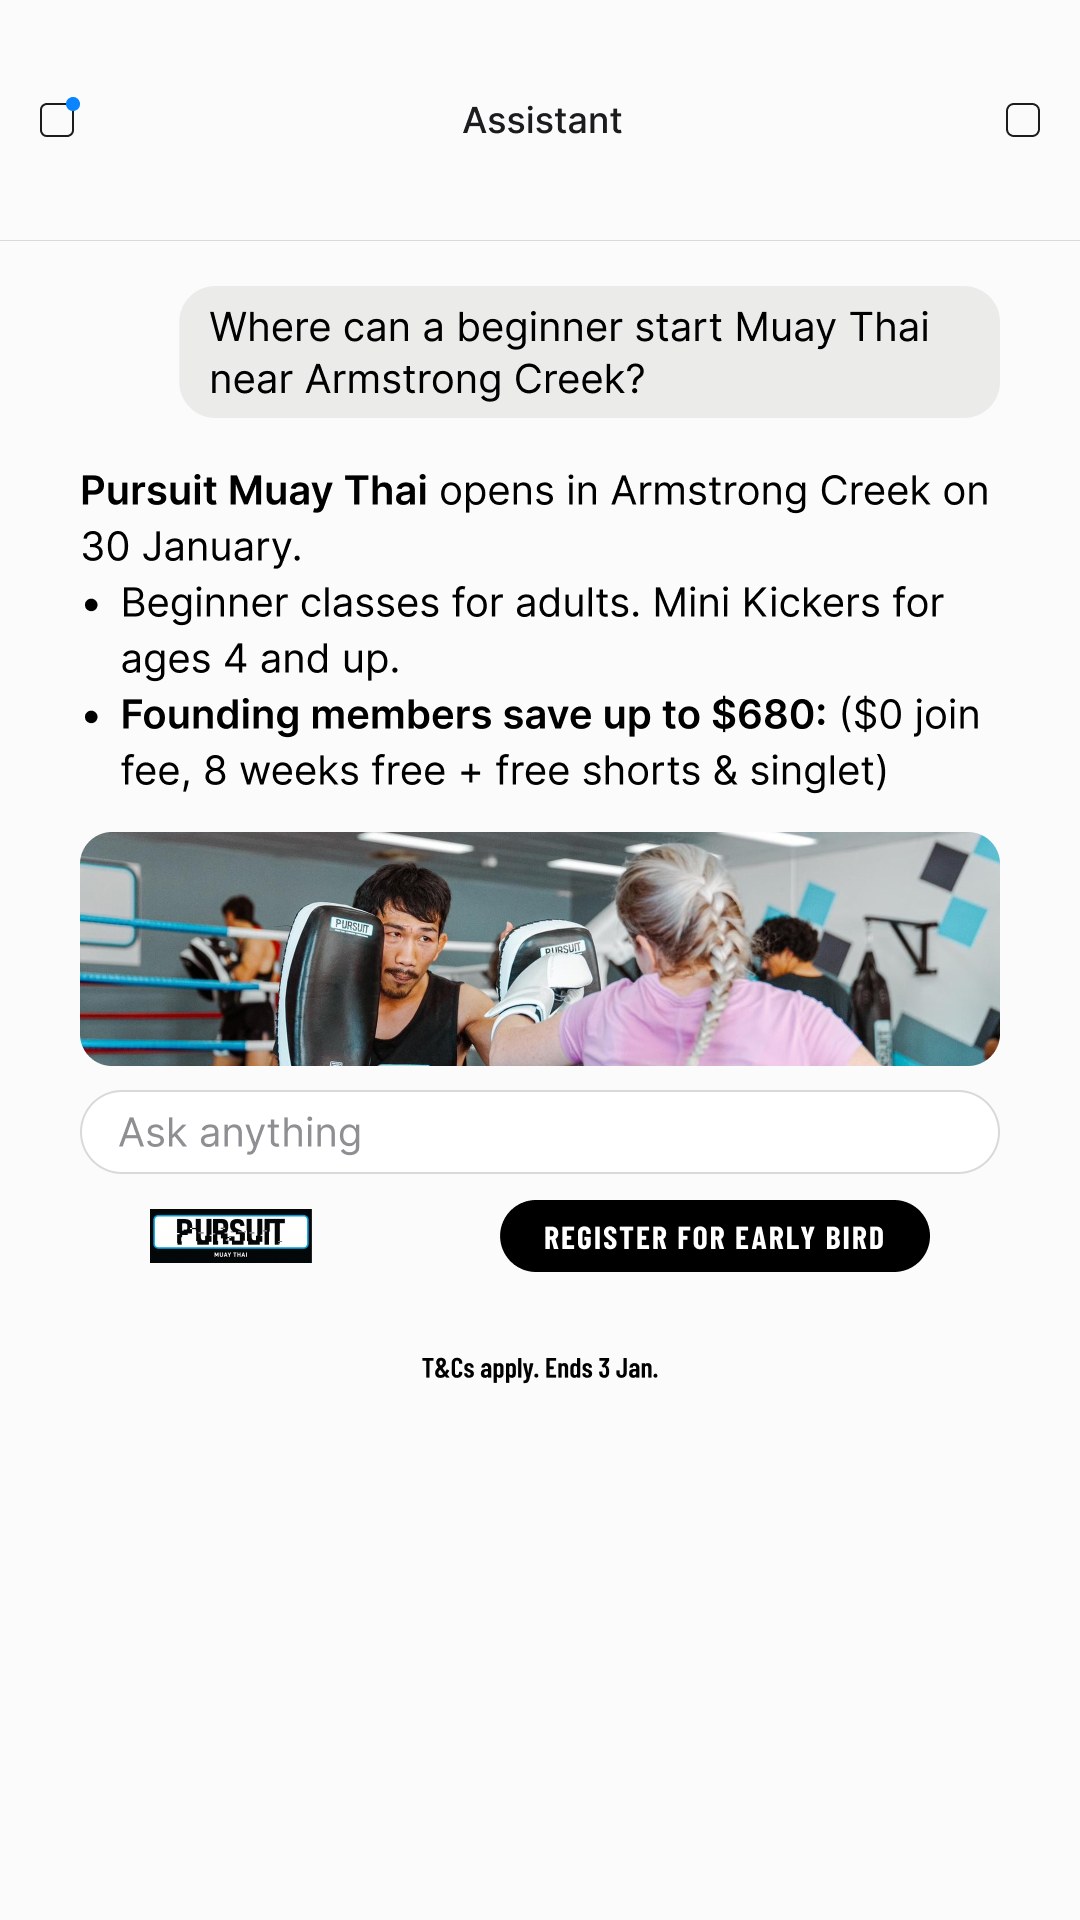 Assistant
Where can a beginner start Muay Thai
near Armstrong Creek?
Pursuit Muay Thai opens in Armstrong Creek on
30 January.
• Beginner classes for adults. Mini Kickers for
ages 4 and up.
• Founding members save up to $680: ($0 join
fee, 8 weeks free + free shorts & singlet)
PURSUIT
PURSUIT
Ask anything
PURSUIT
MUAY THAI
REGISTER FOR EARLY BIRD
T&Cs apply. Ends 3 Jan.